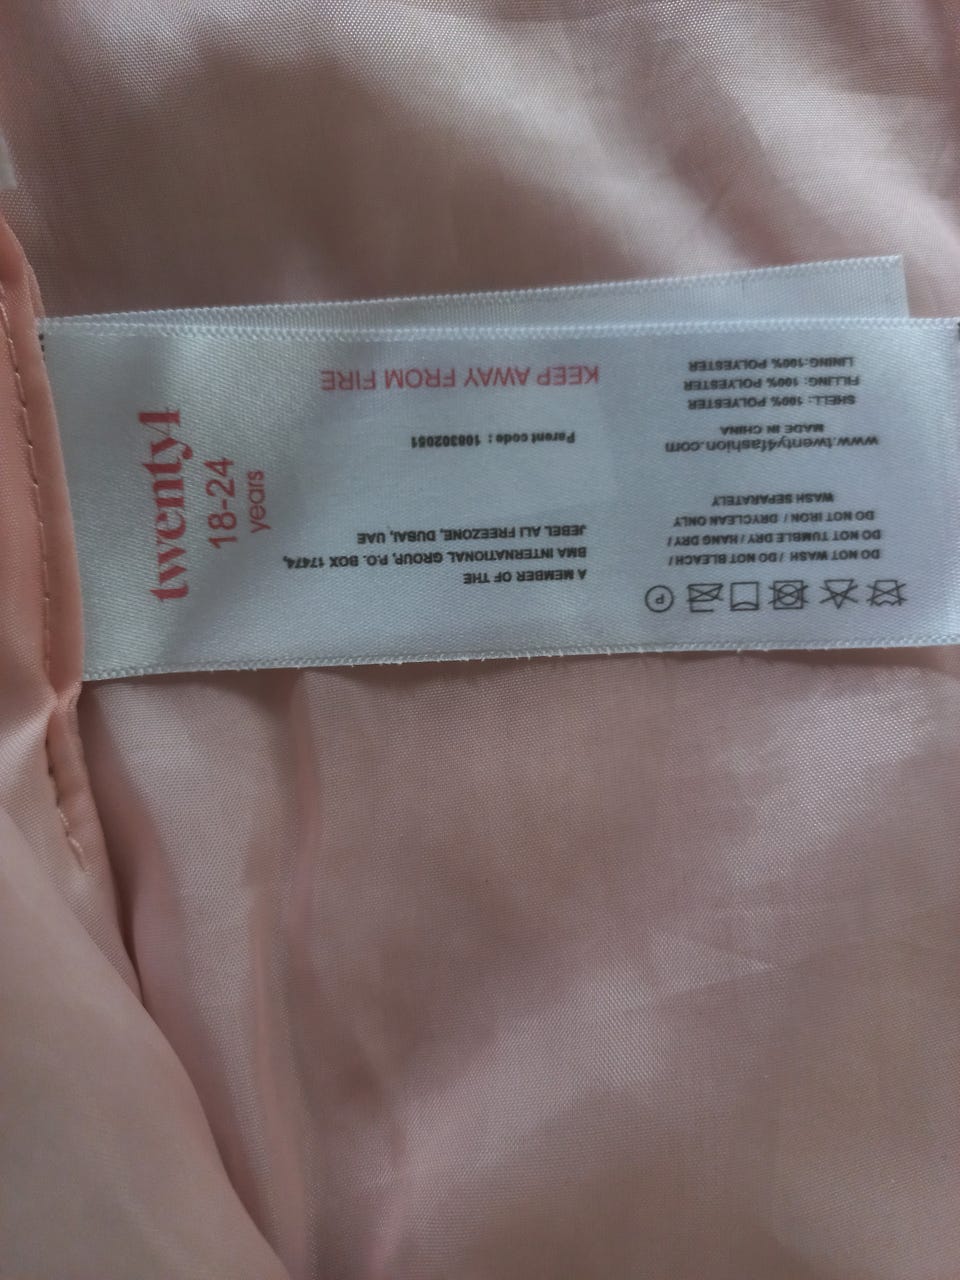 twenty4
18-24
years
KEEP AWAY FROM FIRE
Parent code : 108302051
A MEMBER OF THE
BMA INTERNATIONAL GROUP, P.O. BOX 17474,
JEBEL ALI FREEZONE, DUBAI, UAE
P
DO NOT WASH / DO NOT BLEACH /
DO NOT TUMBLE DRY / HANG DRY /
DO NOT IRON / DRYCLEAN ONLY
WASH SEPARATELY
www.twenty4fashion.com
MADE IN CHINA
SHELL: 100% POLYESTER
FILLING: 100% POLYESTER
LINING:100% POLYESTER